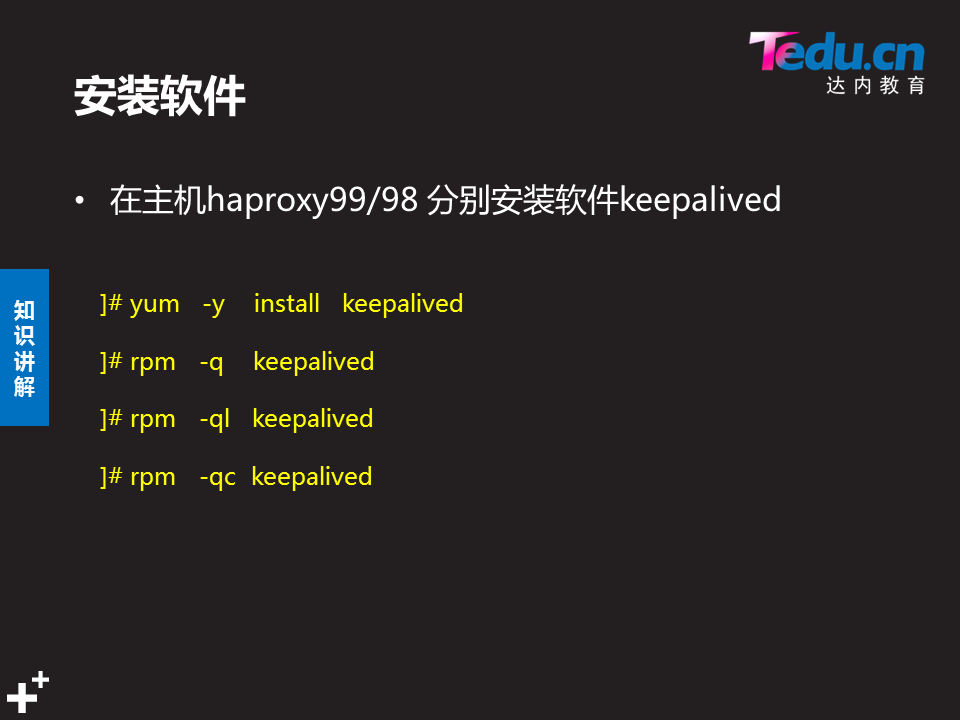 Tedu.cn
达内教育
安装软件
• 在主机haproxy99/98 分别安装软件keepalived
知识讲解
]# yum -y install keepalived
]# rpm -q keepalived
]# rpm -ql keepalived
]# rpm -qc keepalived